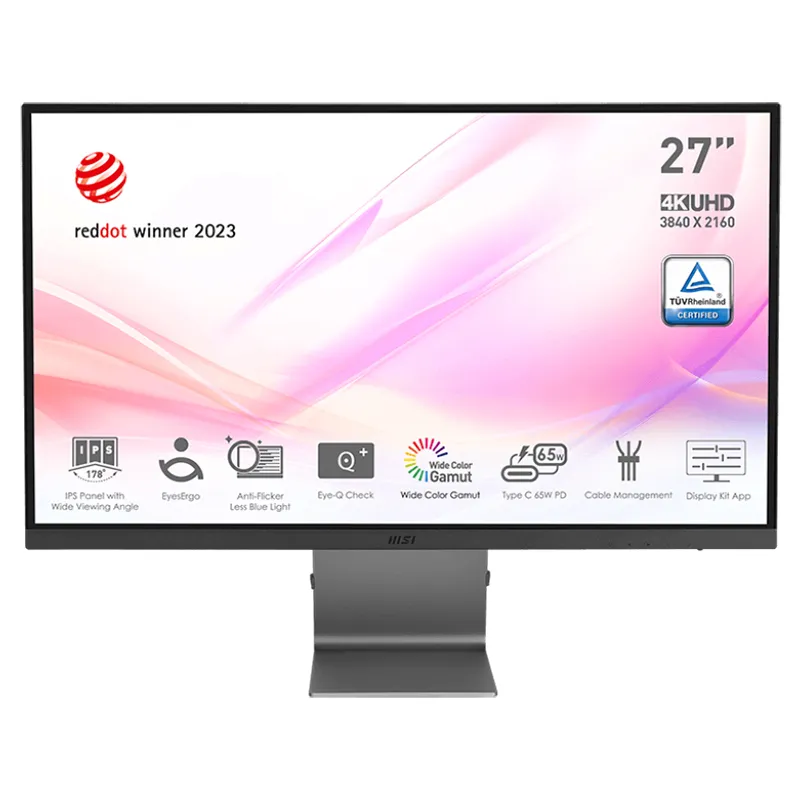 reddot winner 2023
27”
4K UHD
3840 X 2160
TÜVRheinland®
CERTIFIED
IPS
178°
IPS Panel with
Wide Viewing Angle
EyesErgo
Anti-Flicker
Less Blue Light
Q+
Eye-Q Check
Wide Color
Gamut
Wide Color Gamut
65W
Type C 65W PD
Cable Management
Display Kit App
msi